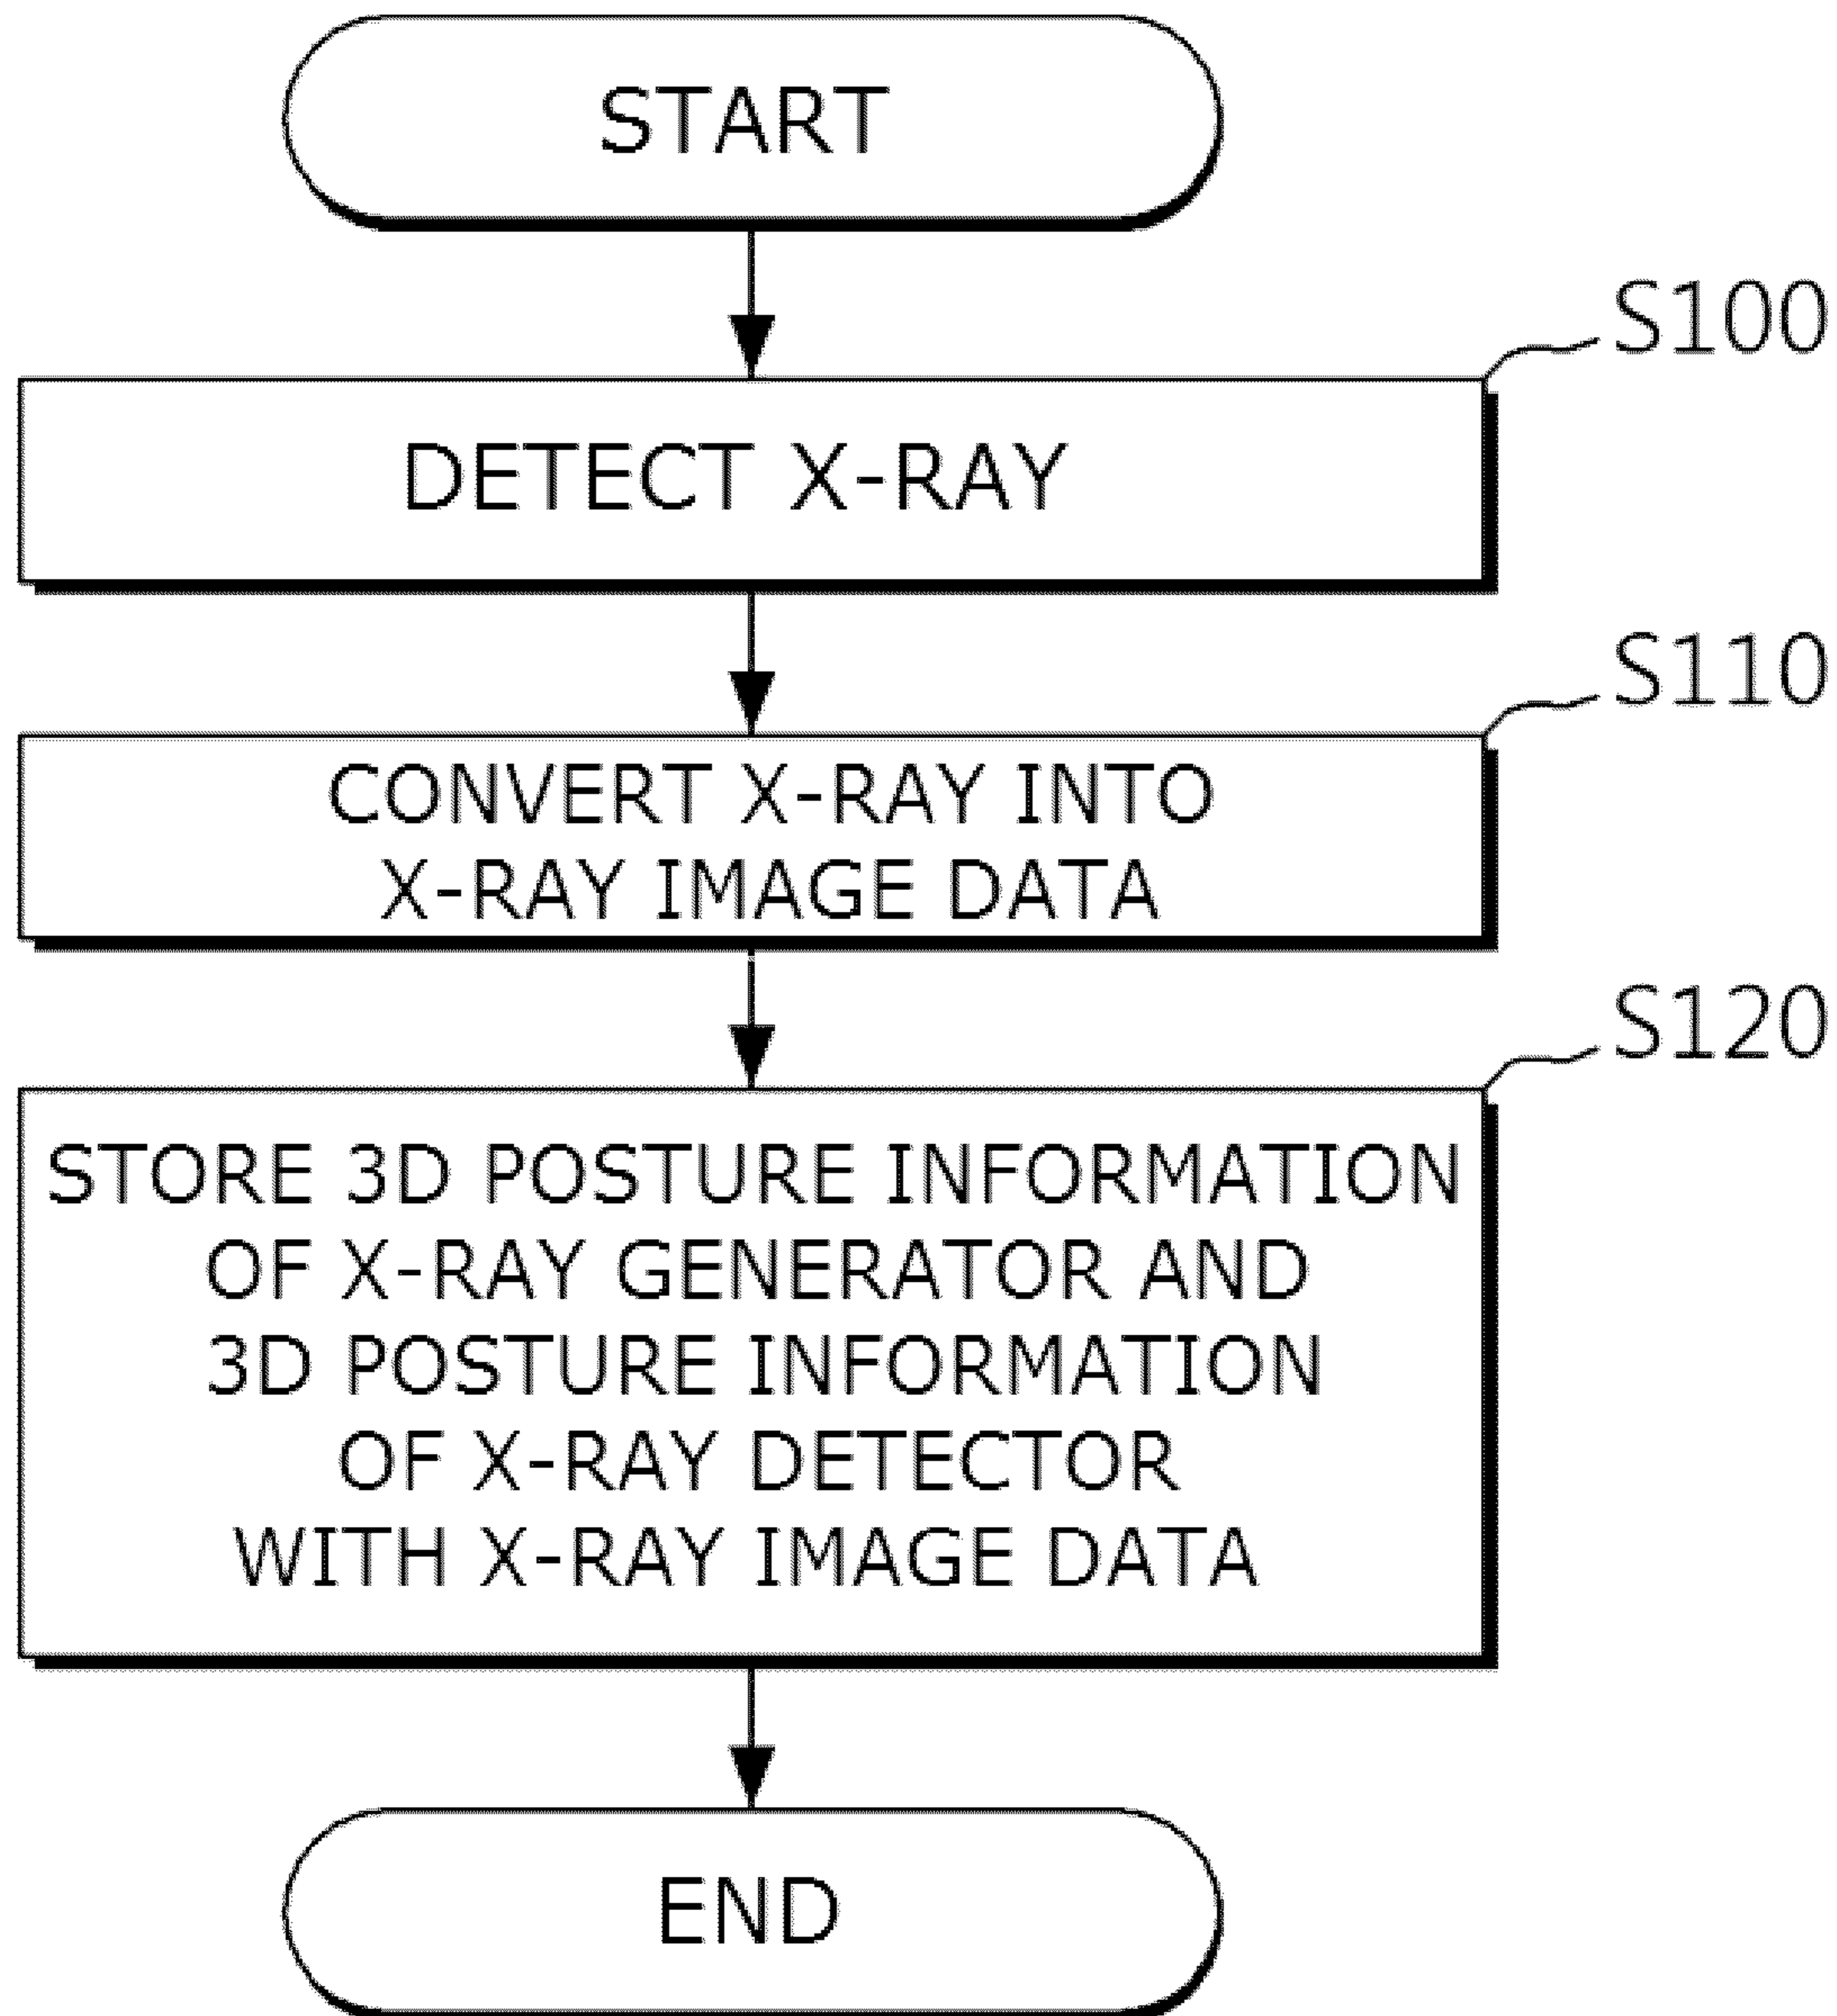 START
S100
DETECT X-RAY
S110
CONVERT X-RAY INTO
X-RAY IMAGE DATA
S120
STORE 3D POSTURE INFORMATION
OF X-RAY GENERATOR AND
3D POSTURE INFORMATION
OF X-RAY DETECTOR
WITH X-RAY IMAGE DATA
END